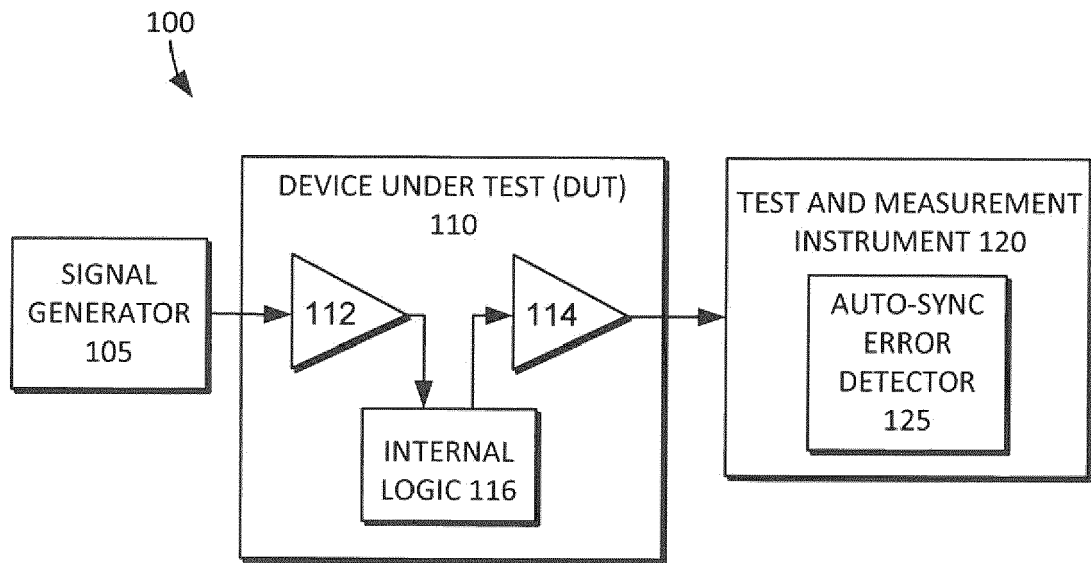 100
DEVICE UNDER TEST (DUT)
110
TEST AND MEASUREMENT
INSTRUMENT 120
SIGNAL
GENERATOR
105
112
114
AUTO-SYNC
ERROR
DETECTOR
125
INTERNAL
LOGIC 116